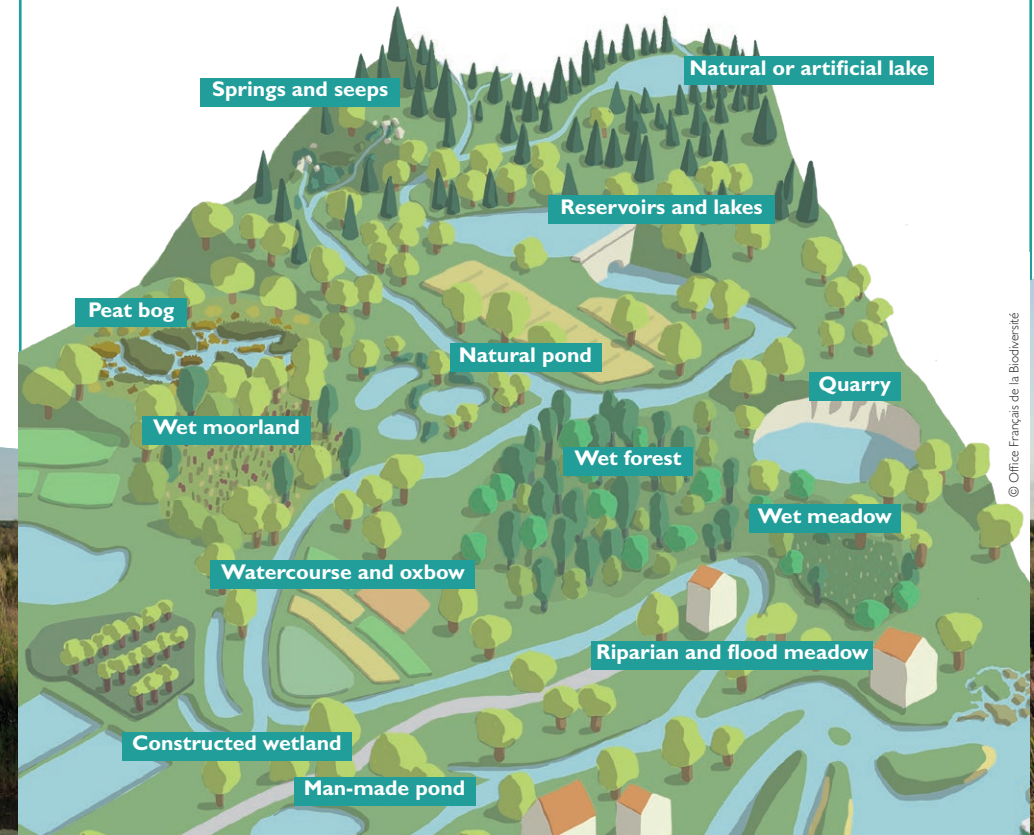 Natural or artificial lake
Springs and seeps
Reservoirs and lakes
Peat bog
Natural pond
Quarry
Wet moorland
Wet forest
Wet meadow
Watercourse and oxbow
Riparian and flood meadow
Constructed wetland
Man-made pond
© Office Français de la Biodiversité